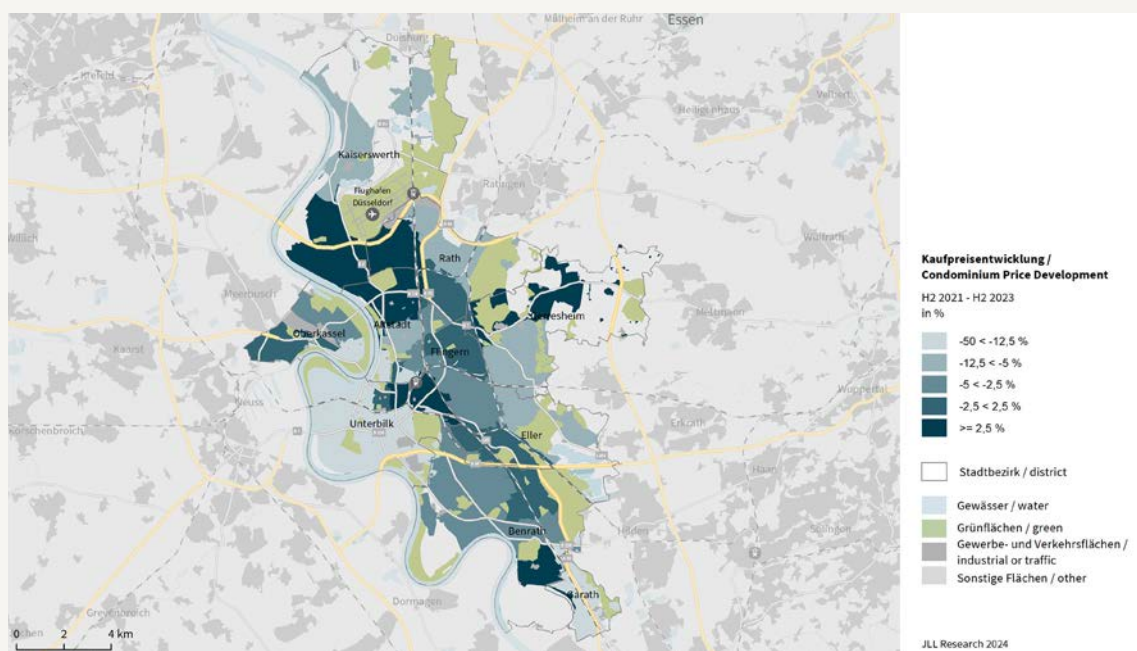 Essen
Mülheim an der Ruhr
Duisburg
Krefeld
Velbert
Heiligenhaus
Kaiserswerth
Ratingen
Flughafen
Düsseldorf
Willich
Wülfrath
Rath
Meerbusch
Mettmann
Oberkassel
Altstadt
Flingern
Kaarst
Wuppertal
Neuss
Unterbilk
Erkrath
Korschenbroich
Eller
Haan
Hilden
Solingen
Benrath
Dormagen
Garath
Grevenbroich
0 2 4 km
Kaufpreisentwicklung /
Condominium Price Development
H2 2021 - H2 2023
in %
-50 < -12,5 %
-12,5 < -5 %
-5 < -2,5 %
-2,5 < 2,5 %
>= 2,5 %
Stadtbezirk / district
Gewässer / water
Grünflächen / green
Gewerbe- und Verkehrsflächen /
industrial or traffic
Sonstige Flächen / other
JLL Research 2024